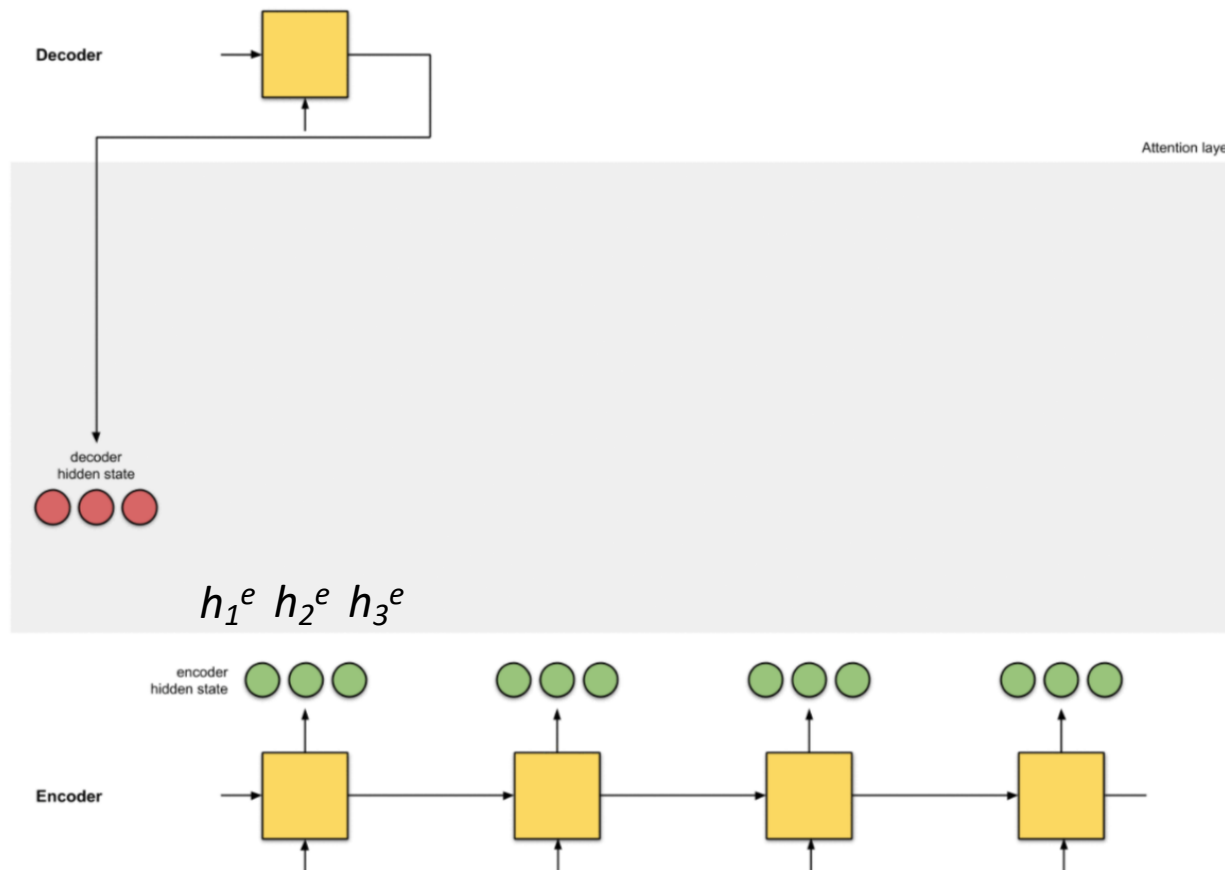 Decoder
Attention laye
decoder
hidden state
h₁ᵉ h₂ᵉ h₃ᵉ
encoder
hidden state
Encoder